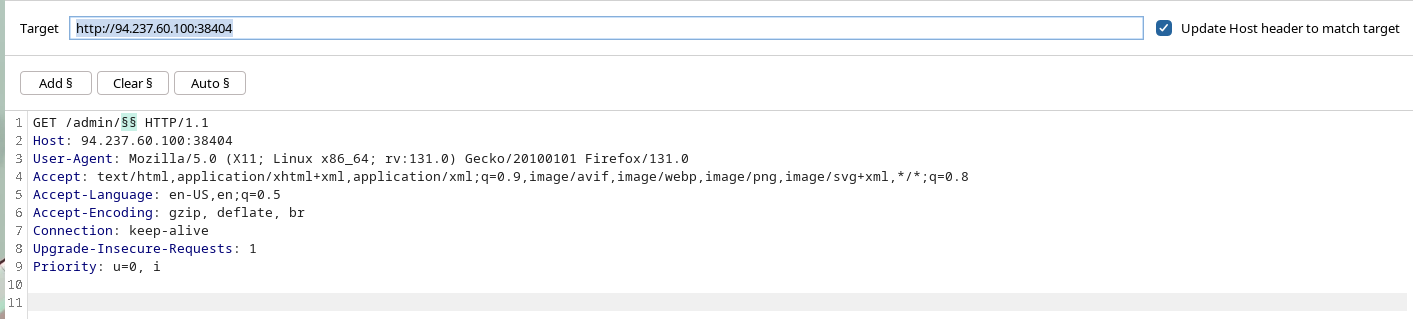 Target http://94.237.60.100:38404 Update Host header to match target
Add § Clear § Auto §
1 GET /admin/§§ HTTP/1.1
2 Host: 94.237.60.100:38404
3 User-Agent: Mozilla/5.0 (X11; Linux x86_64; rv:131.0) Gecko/20100101 Firefox/131.0
4 Accept: text/html,application/xhtml+xml,application/xml;q=0.9,image/avif,image/webp,image/png,image/svg+xml,*/*;q=0.8
5 Accept-Language: en-US,en;q=0.5
6 Accept-Encoding: gzip, deflate, br
7 Connection: keep-alive
8 Upgrade-Insecure-Requests: 1
9 Priority: u=0, i
10
11